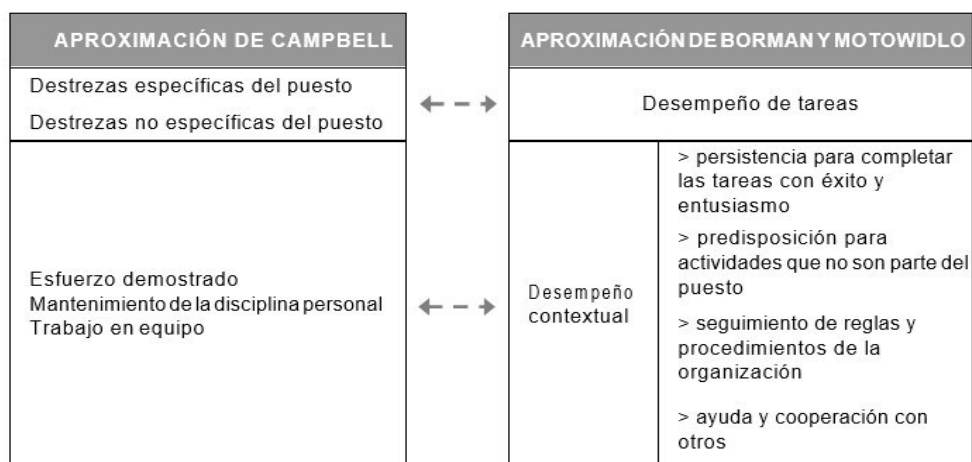 APROXIMACIÓN DE CAMPBELL
Destrezas específicas del puesto
Destrezas no específicas del puesto
Esfuerzo demostrado
Mantenimiento de la disciplina personal
Trabajo en equipo
APROXIMACIÓN DE BORMAN Y MOTOWIDLO
Desempeño de tareas
Desempeño
contextual
> persistencia para completar
las tareas con éxito y
entusiasmo
> predisposición para
actividades que no son parte del
puesto
> seguimiento de reglas y
procedimientos de la
organización
> ayuda y cooperación con
otros